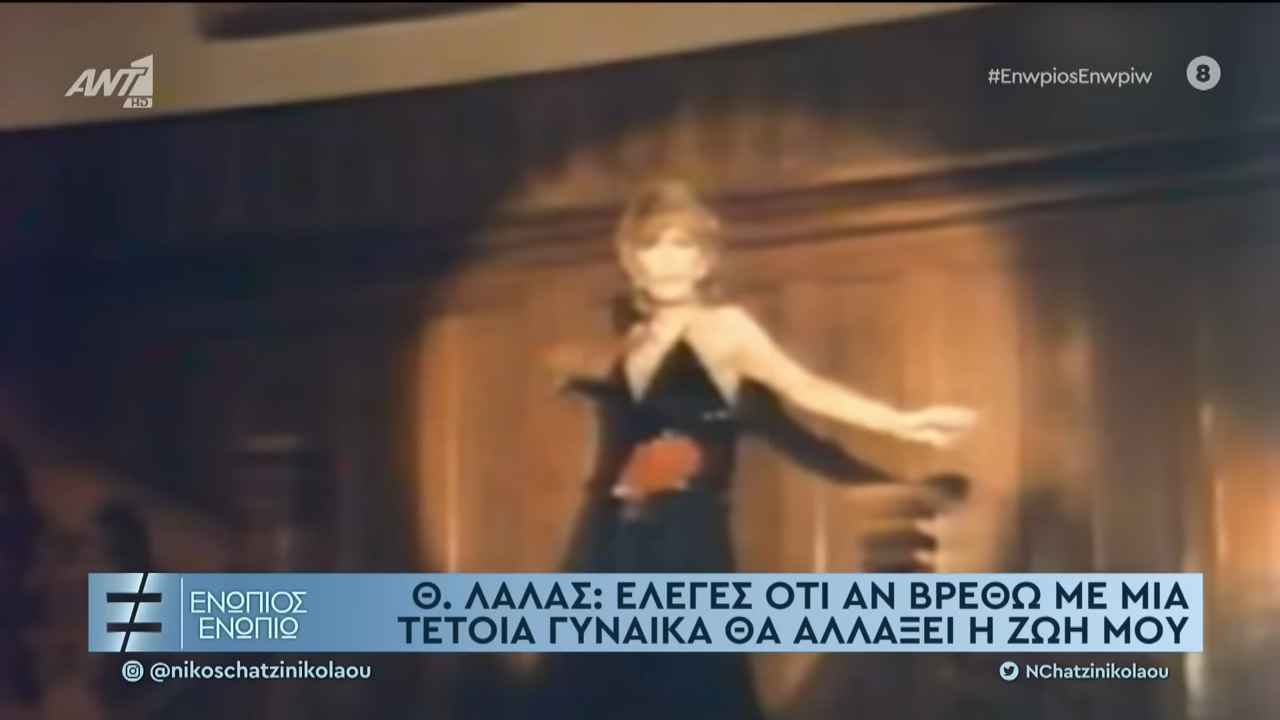 ANT1
HD
#EnwpiosEnwpiw
8
ΕΝΩΠΙΟΣ
ΕΝΩΠΙΩ
Θ. ΛΑΛΑΣ: ΕΛΕΓΕΣ ΟΤΙ ΑΝ ΒΡΕΘΩ ΜΕ ΜΙΑ
ΤΕΤΟΙΑ ΓΥΝΑΙΚΑ ΘΑ ΑΛΛΑΞΕΙ Η ΖΩΗ ΜΟΥ
@nikoschatzinikolaou
NChatzinikolaou